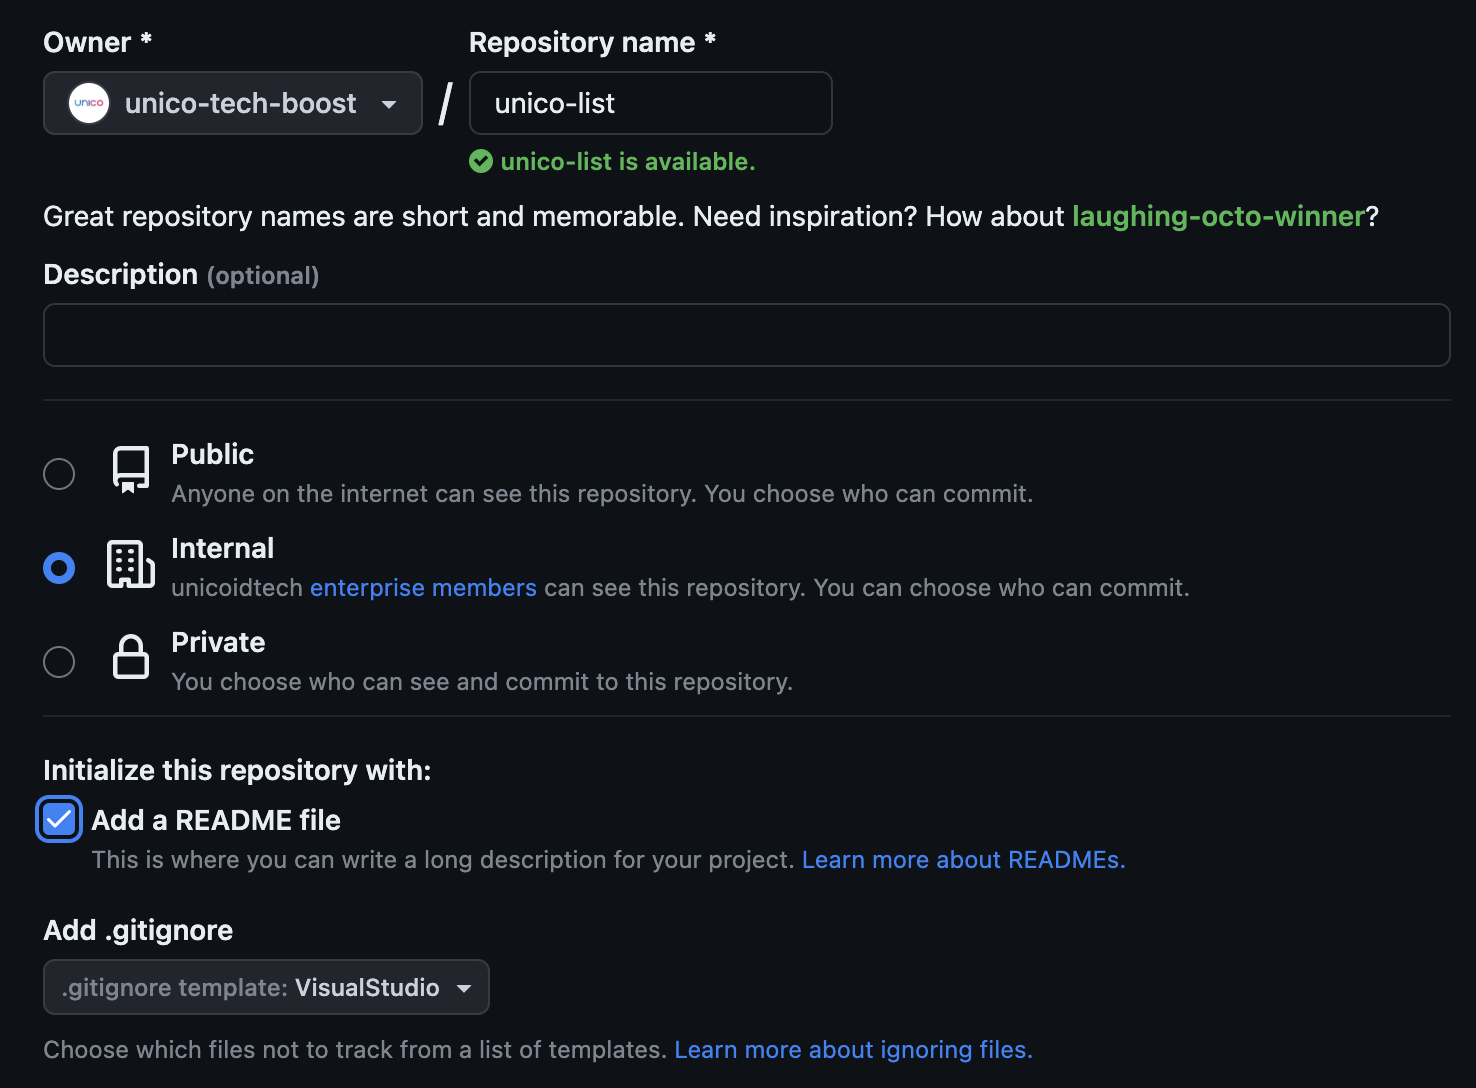 Owner *
Repository name *
unico
unico-tech-boost
/
unico-list
unico-list is available.
Great repository names are short and memorable. Need inspiration? How about laughing-octo-winner?
Description (optional)
Public
Anyone on the internet can see this repository. You choose who can commit.
Internal
unicoidtech enterprise members can see this repository. You can choose who can commit.
Private
You choose who can see and commit to this repository.
Initialize this repository with:
Add a README file
This is where you can write a long description for your project. Learn more about READMEs.
Add .gitignore
.gitignore template: VisualStudio
Choose which files not to track from a list of templates. Learn more about ignoring files.